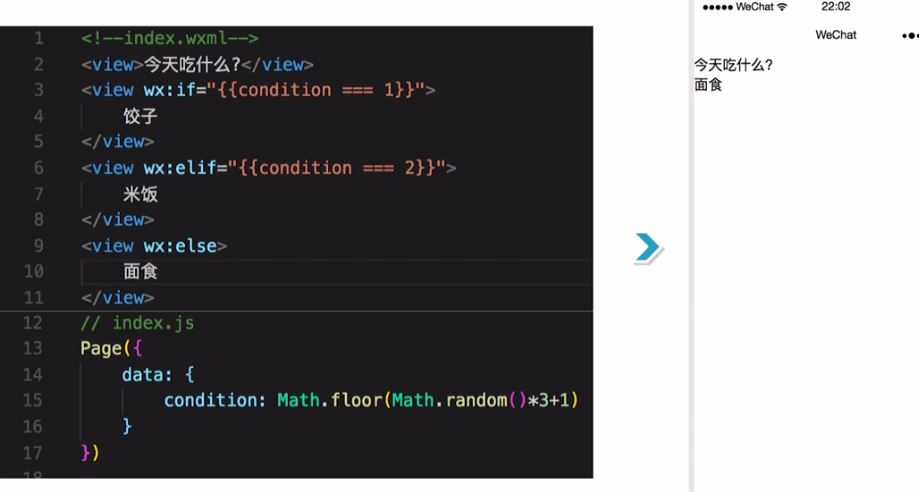 1 <!--index.wxml-->
2 <view>今天吃什么?</view>
3 <view wx:if="{{condition === 1}}">
4 饺子
5 </view>
6 <view wx:elif="{{condition === 2}}">
7 米饭
8 </view>
9 <view wx:else>
10 面食
11 </view>
12 // index.js
13 Page({
14 data: {
15 condition: Math.floor(Math.random()*3+1)
16 }
17 })
18
WeChat 22:02
WeChat
今天吃什么?
面食